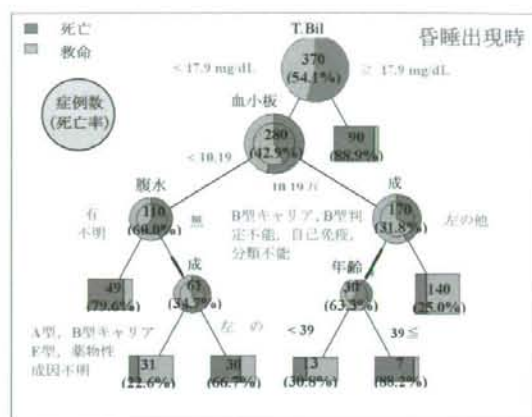 死亡
救命
昏睡出現時
症例数
(死亡率)
T.Bil
370
(54.1%)
< 17.9 mg/dL
≧ 17.9 mg/dL
血小板
280
(42.9%)
90
(88.9%)
< 10.19
10.19万
腹水
110
有
不明
無
B型キャリア, B型判
定不能, 自己免疫,
分類不能
成
170
(31.8%)
左の他
49
(79.6%)
成
61
(34.7%)
年齢
30
(63.3%)
140
(25.0%)
A型, B型キャリア
E型, 薬物性
成因不明
左 の
< 39
39≦
31
(22.6%)
30
(66.7%)
13
(30.8%)
7
(88.2%)